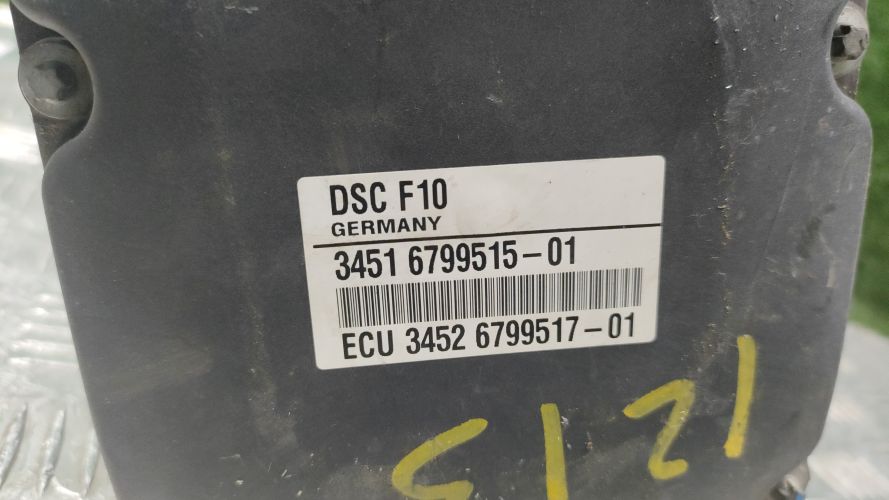 DSC F10
GERMANY
3451 6799515-01
ECU 3452 6799517-01